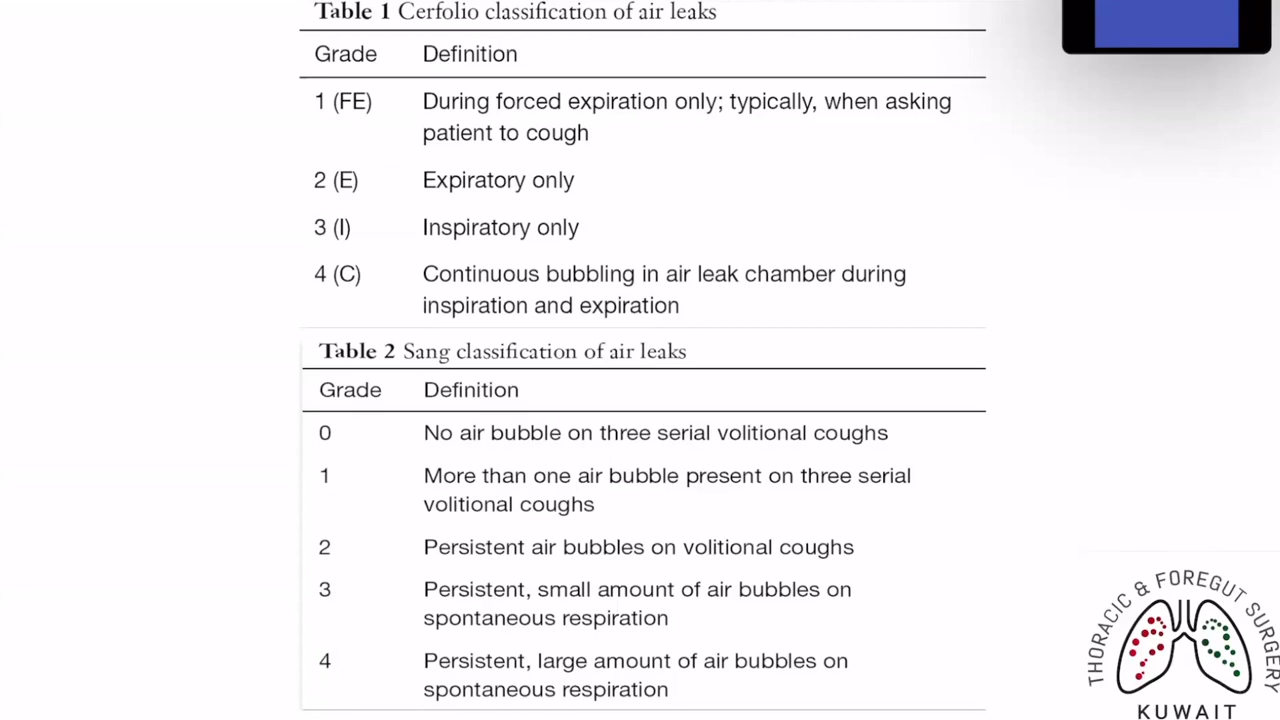 Table 1 Cerfolio classification of air leaks
Grade Definition
1 (FE) During forced expiration only; typically, when asking
patient to cough
2 (E) Expiratory only
3 (I) Inspiratory only
4 (C) Continuous bubbling in air leak chamber during
inspiration and expiration
Table 2 Sang classification of air leaks
Grade Definition
0 No air bubble on three serial volitional coughs
1 More than one air bubble present on three serial
volitional coughs
2 Persistent air bubbles on volitional coughs
3 Persistent, small amount of air bubbles on
spontaneous respiration
4 Persistent, large amount of air bubbles on
spontaneous respiration
THORACIC & FOREGUT SURGERY
KUWAIT